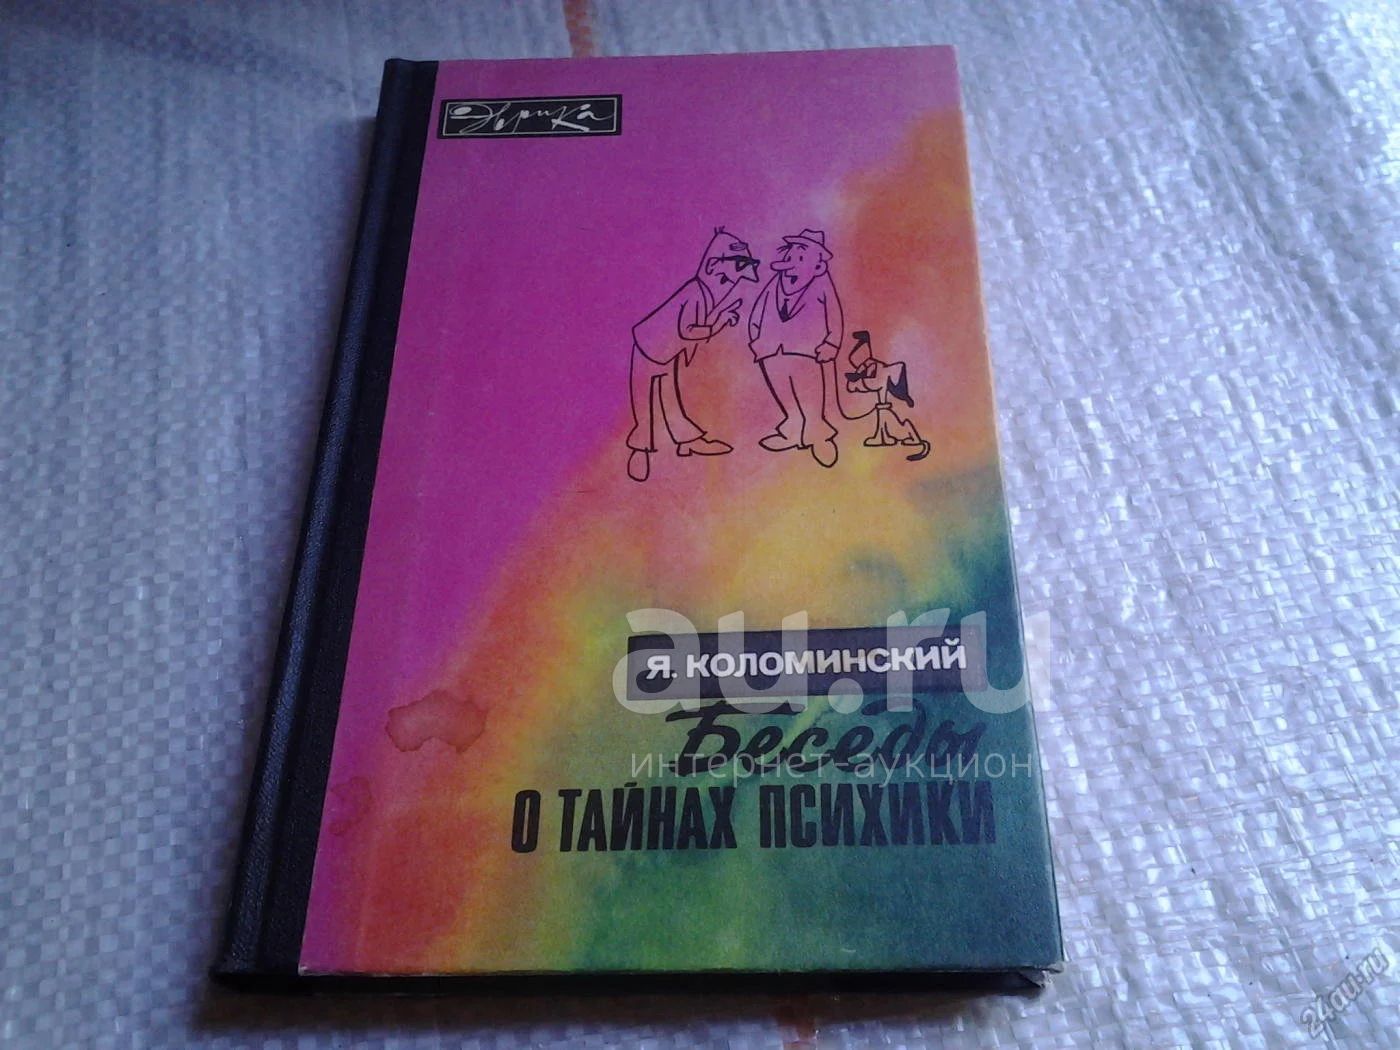 Эврика
au.ru
Я. КОЛОМИНСКИЙ
Беседы
интернет-аукцион
О ТАЙНАХ ПСИХИКИ
24au.ru